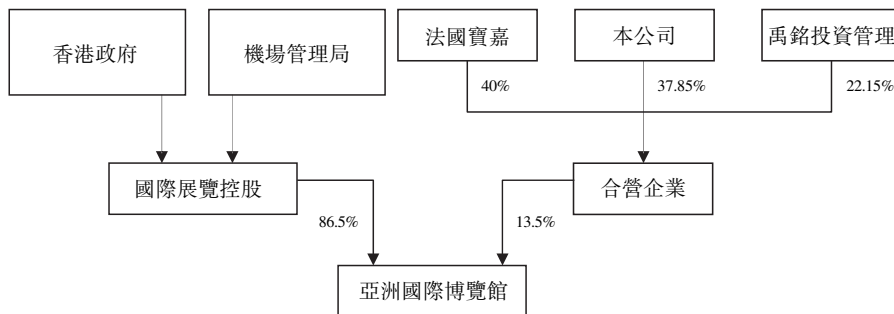 香港政府
機場管理局
法國寶嘉
本公司
禹銘投資管理
40%
37.85%
22.15%
國際展覽控股
合營企業
86.5%
13.5%
亞洲國際博覽館